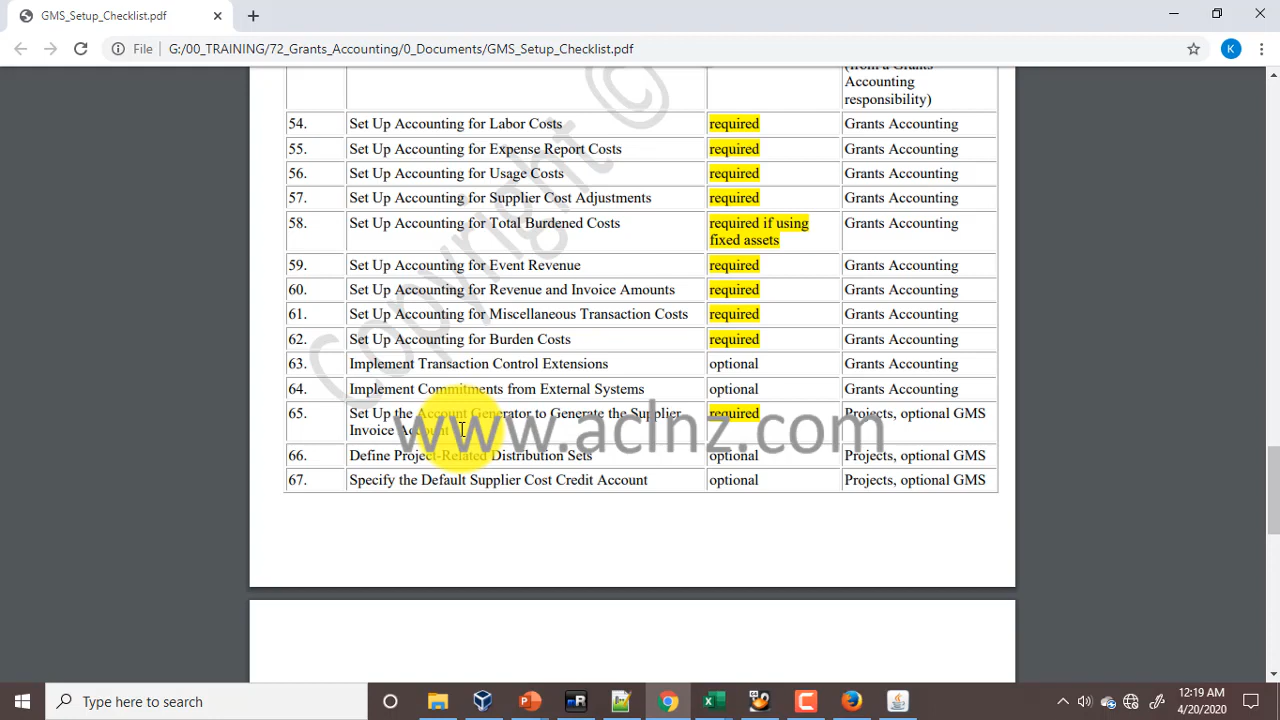 GMS_Setup_Checklist.pdf
File G:/00_TRAINING/72_Grants_Accounting/0_Documents/GMS_Setup_Checklist.pdf
K
(from a Grants
Accounting
responsibility)
54. Set Up Accounting for Labor Costs required Grants Accounting
55. Set Up Accounting for Expense Report Costs required Grants Accounting
56. Set Up Accounting for Usage Costs required Grants Accounting
57. Set Up Accounting for Supplier Cost Adjustments required Grants Accounting
58. Set Up Accounting for Total Burdened Costs required if using Grants Accounting
fixed assets
59. Set Up Accounting for Event Revenue required Grants Accounting
60. Set Up Accounting for Revenue and Invoice Amounts required Grants Accounting
61. Set Up Accounting for Miscellaneous Transaction Costs required Grants Accounting
62. Set Up Accounting for Burden Costs required Grants Accounting
63. Implement Transaction Control Extensions optional Grants Accounting
64. Implement Commitments from External Systems optional Grants Accounting
65. Set Up the Account Generator to Generate the Supplier required Projects, optional GMS
Invoice Account
66. Define Project-Related Distribution Sets optional Projects, optional GMS
67. Specify the Default Supplier Cost Credit Account optional Projects, optional GMS
Copyright ©
www.aclnz.com
Type here to search
12:19 AM
4/20/2020